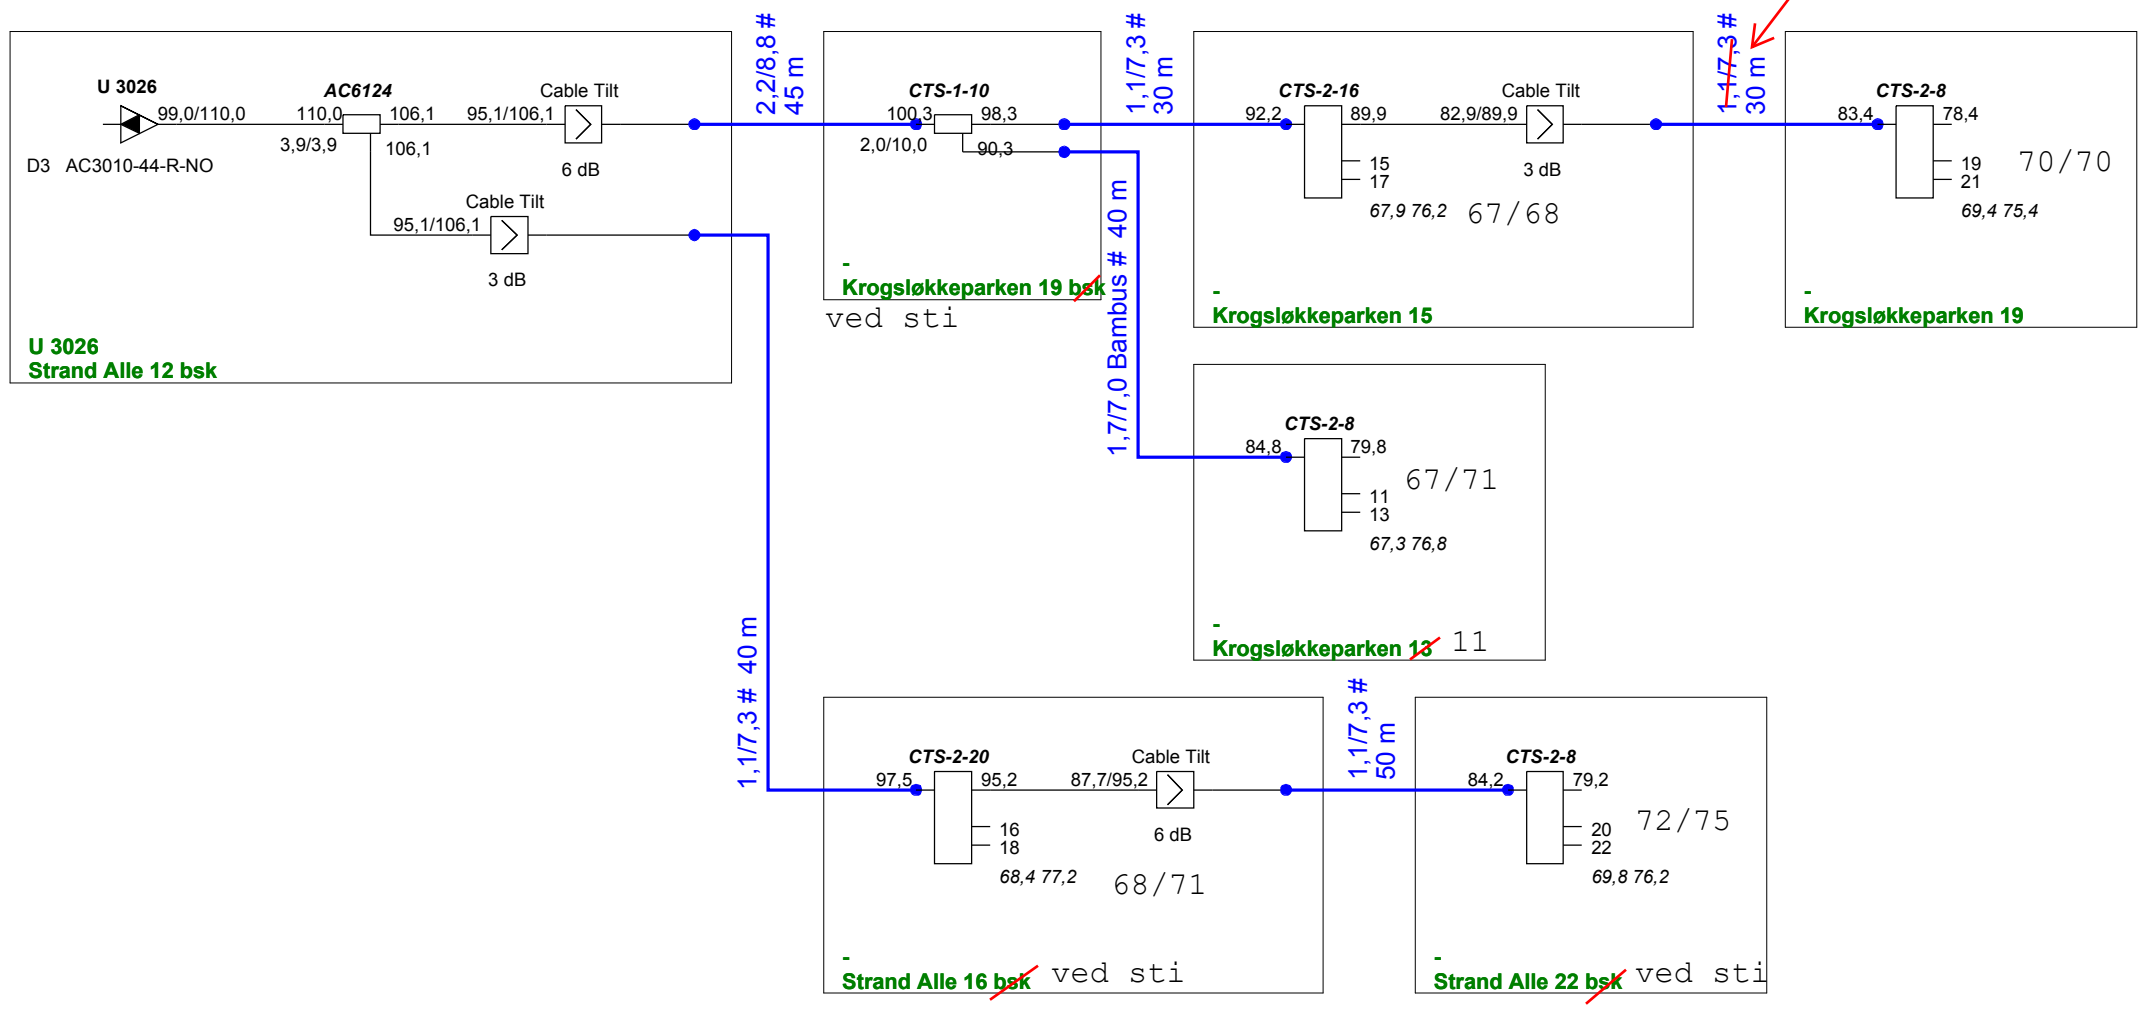 U 3026
99,0/110,0
D3 AC3010-44-R-NO
AC6124
110,0 106,1
3,9/3,9
106,1
95,1/106,1
Cable Tilt
6 dB
Cable Tilt
95,1/106,1
3 dB
U 3026
Strand Alle 12 bsk
2,2/8,8 #
45 m
CTS-1-10
100,3 98,3
2,0/10,0
90,3
-
Krogsløkkeparken 19 bsk
ved sti
1,1/7,3 #
30 m
CTS-2-16
92,2 89,9
15
17
67,9 76,2
67/68
82,9/89,9
Cable Tilt
3 dB
-
Krogsløkkeparken 15
1,1/7,3 #
30 m
CTS-2-8
83,4 78,4
19
21
69,4 75,4
70/70
-
Krogsløkkeparken 19
1,7/7,0 Bambus # 40 m
CTS-2-8
84,8 79,8
11
13
67,3 76,8
67/71
-
Krogsløkkeparken 13 11
1,1/7,3 # 40 m
CTS-2-20
97,5 95,2
16
18
68,4 77,2
68/71
87,7/95,2
Cable Tilt
6 dB
-
Strand Alle 16 bsk ved sti
1,1/7,3 #
50 m
CTS-2-8
84,2 79,2
20
22
69,8 76,2
72/75
-
Strand Alle 22 bsk ved sti